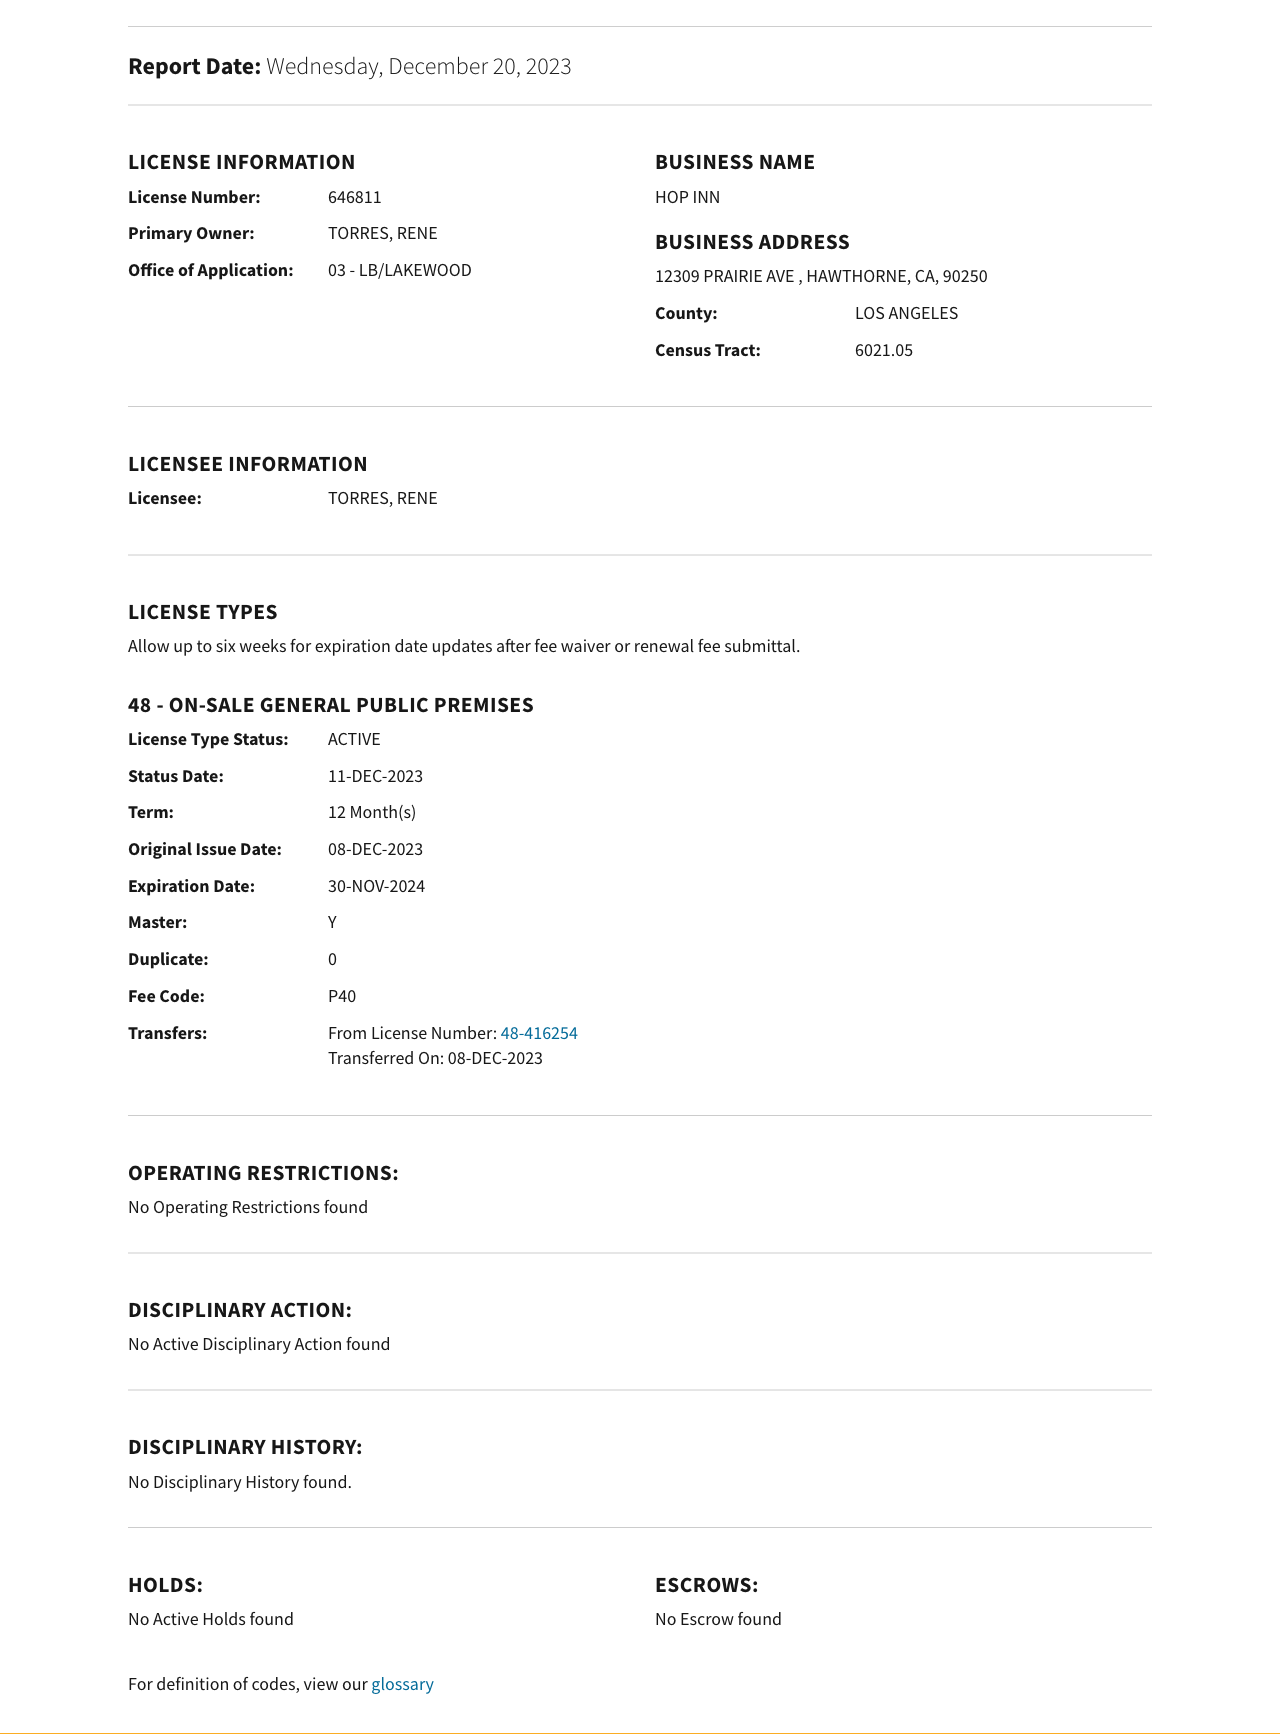 Report Date: Wednesday, December 20, 2023
LICENSE INFORMATION
License Number: 646811
Primary Owner: TORRES, RENE
Office of Application: 03 - LB/LAKEWOOD
BUSINESS NAME
HOP INN
BUSINESS ADDRESS
12309 PRAIRIE AVE , HAWTHORNE, CA, 90250
County: LOS ANGELES
Census Tract: 6021.05
LICENSEE INFORMATION
Licensee: TORRES, RENE
LICENSE TYPES
Allow up to six weeks for expiration date updates after fee waiver or renewal fee submittal.
48 - ON-SALE GENERAL PUBLIC PREMISES
License Type Status: ACTIVE
Status Date: 11-DEC-2023
Term: 12 Month(s)
Original Issue Date: 08-DEC-2023
Expiration Date: 30-NOV-2024
Master: Y
Duplicate: 0
Fee Code: P40
Transfers: From License Number: 48-416254
Transferred On: 08-DEC-2023
OPERATING RESTRICTIONS:
No Operating Restrictions found
DISCIPLINARY ACTION:
No Active Disciplinary Action found
DISCIPLINARY HISTORY:
No Disciplinary History found.
HOLDS:
No Active Holds found
ESCROWS:
No Escrow found
For definition of codes, view our glossary